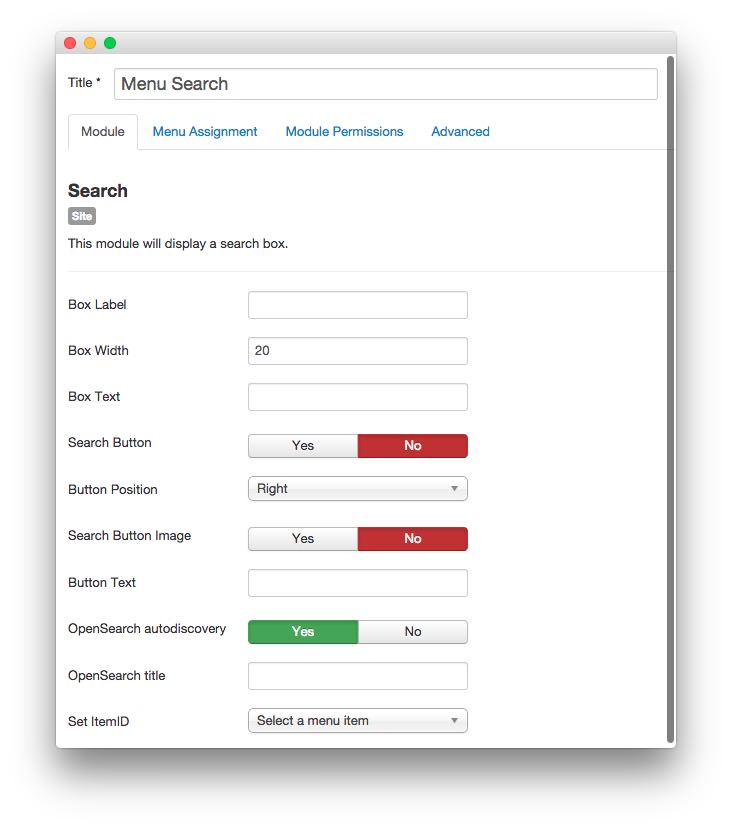 Title * Menu Search
Module Menu Assignment Module Permissions Advanced
Search
Site
This module will display a search box.
Box Label
Box Width 20
Box Text
Search Button Yes No
Button Position Right
Search Button Image Yes No
Button Text
OpenSearch autodiscovery Yes No
OpenSearch title
Set ItemID Select a menu item